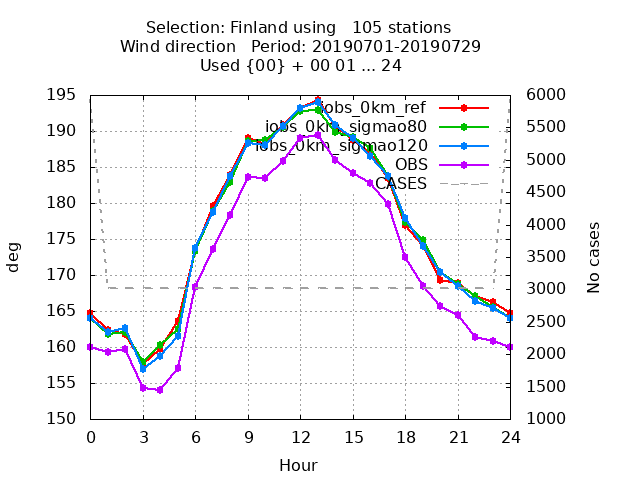 Selection: Finland using   105 stations
Wind direction   Period: 20190701-20190729
Used {00} + 00 01 ... 24
195
190
185
180
175
170
165
160
155
150
deg
iobs_0km_ref
iobs_0km_sigmao80
iobs_0km_sigmao120
OBS
CASES
6000
5500
5000
4500
4000
3500
3000
2500
2000
1500
1000
No cases
0 3 6 9 12 15 18 21 24
Hour